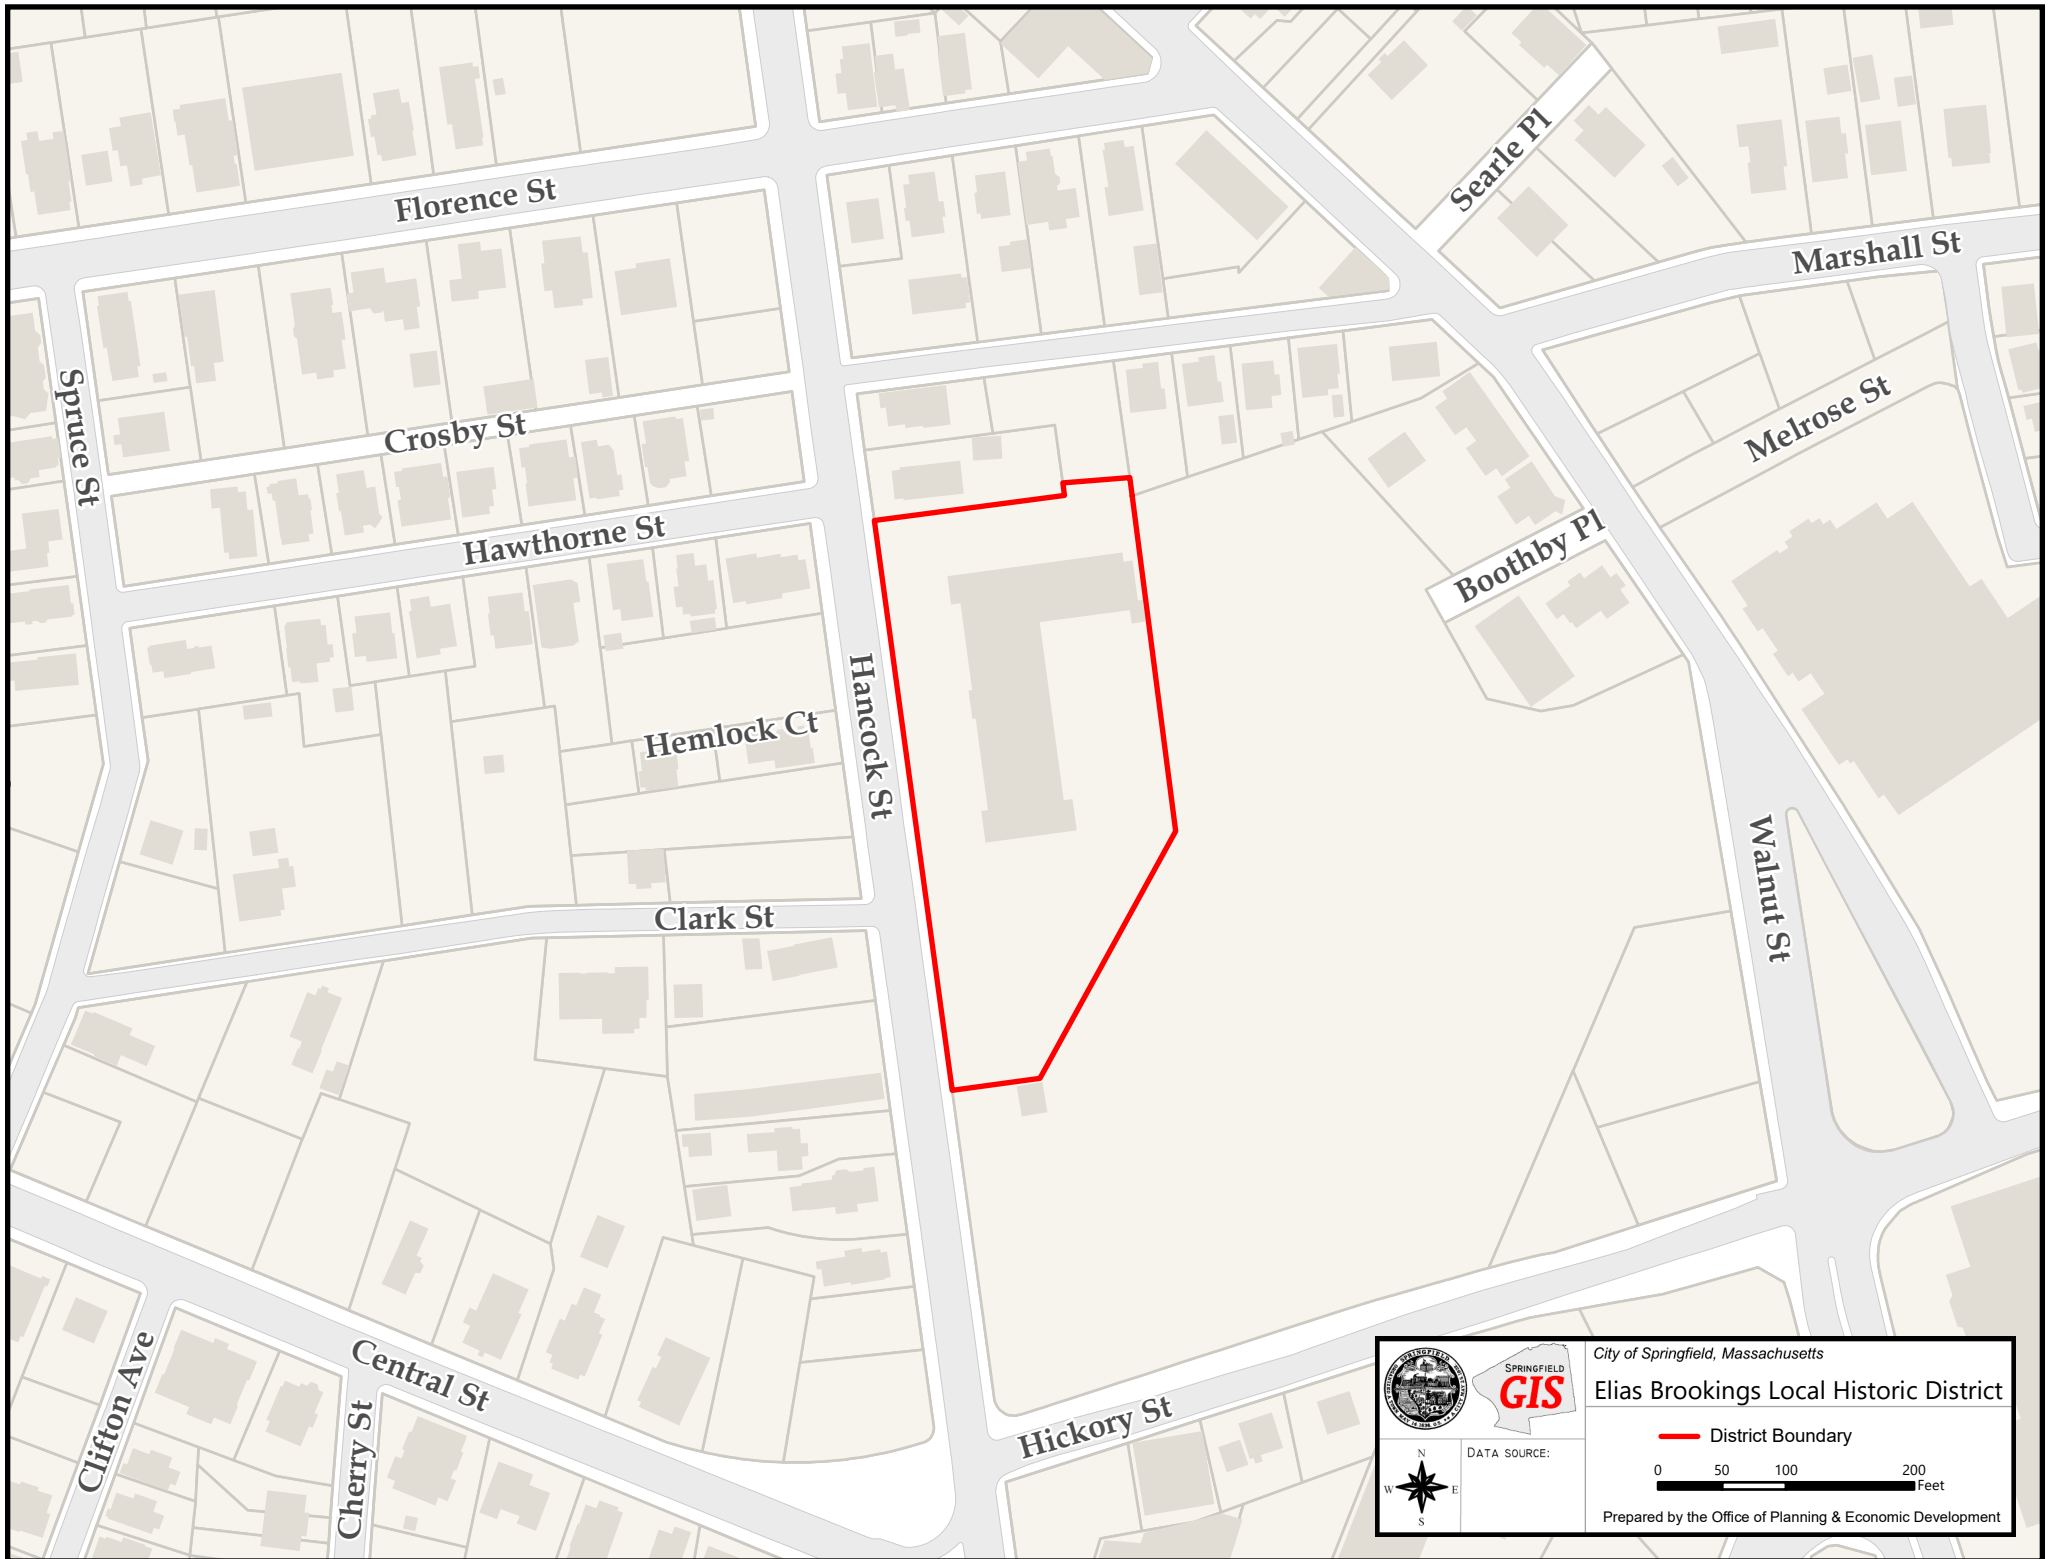 Florence St
Searle Pl
Marshall St
Spruce St
Crosby St
Melrose St
Hawthorne St
Boothby Pl
Hancock St
Hemlock Ct
Walnut St
Clark St
Clifton Ave
Central St
Cherry St
Hickory St
SPRINGFIELD
GIS
City of Springfield, Massachusetts
Elias Brookings Local Historic District
District Boundary
N
W E
S
DATA SOURCE:
0 50 100 200
Feet
Prepared by the Office of Planning & Economic Development